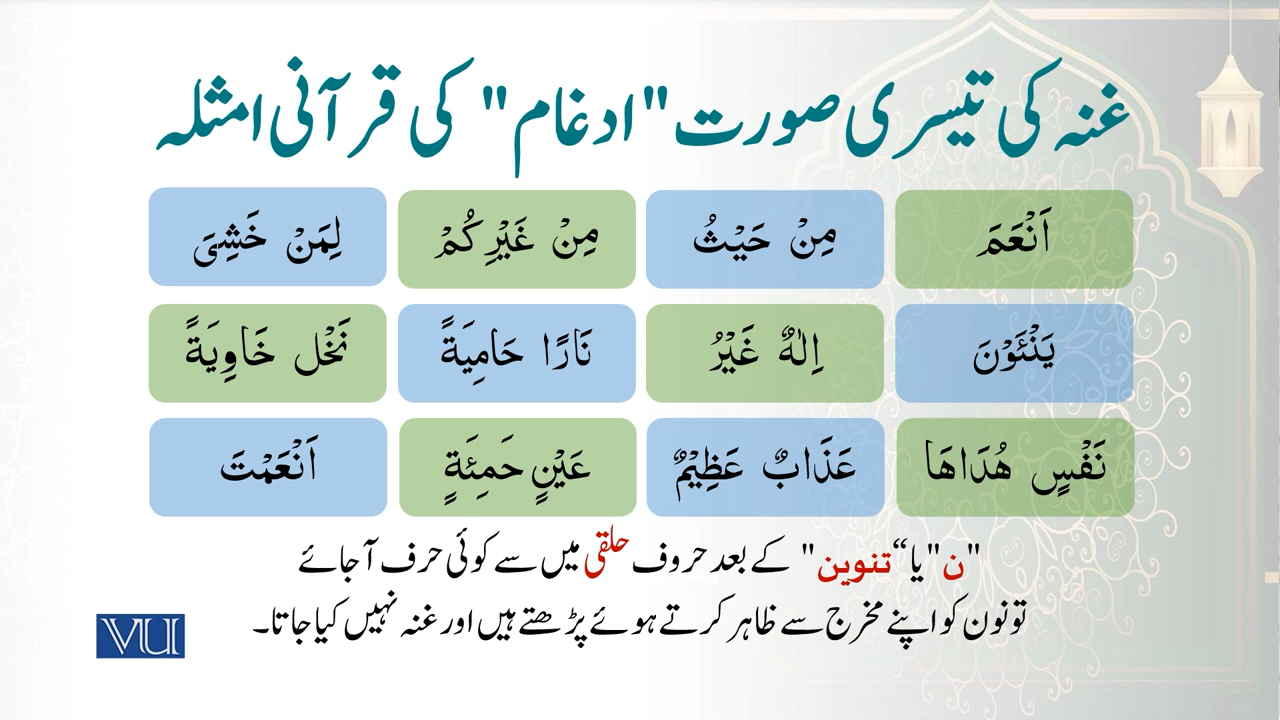 غنہ کی تیسری صورت "ادغام" کی قرآنی امثلہ
اَنْعَمَ مِنْ حَيْثُ مِنْ غَيْرِكُمْ لِمَنْ خَشِىَ
يَنْئَوْنَ اِلٰهٌ غَيْرُ نَارًا حَامِيَةً نَخْل خَاوِيَةً
نَفْسٍ هُدَاهَا عَذَابٌ عَظِيْمٌ عَيْنٍ حَمِئَةٍ اَنْعَمْتَ
"ن" یا “تنوین" کے بعد حروف حلقی میں سے کوئی حرف آجائے
تو نون کو اپنے مخرج سے ظاہر کرتے ہوئے پڑھتے ہیں اور غنہ نہیں کیا جاتا۔
VU